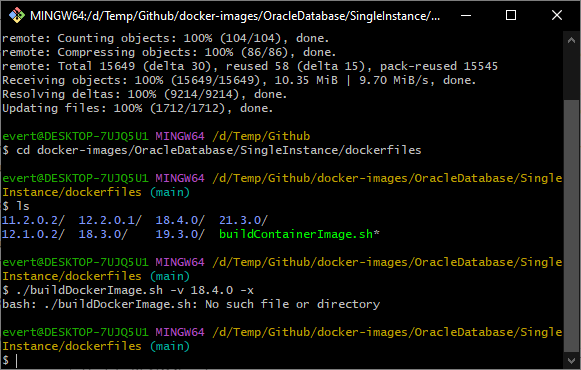 MINGW64:/d/Temp/Github/docker-images/OracleDatabase/SingleInstance/...
remote: Counting objects: 100% (104/104), done.
remote: Compressing objects: 100% (86/86), done.
remote: Total 15649 (delta 30), reused 58 (delta 15), pack-reused 15545
Receiving objects: 100% (15649/15649), 10.35 MiB | 9.70 MiB/s, done.
Resolving deltas: 100% (9214/9214), done.
Updating files: 100% (1712/1712), done.
evert@DESKTOP-7UJQ5U1 MINGW64 /d/Temp/Github
$ cd docker-images/OracleDatabase/SingleInstance/dockerfiles
evert@DESKTOP-7UJQ5U1 MINGW64 /d/Temp/Github/docker-images/OracleDatabase/Single
Instance/dockerfiles (main)
$ ls
11.2.0.2/  12.2.0.1/  18.4.0/  21.3.0/
12.1.0.2/  18.3.0/    19.3.0/  buildContainerImage.sh*
evert@DESKTOP-7UJQ5U1 MINGW64 /d/Temp/Github/docker-images/OracleDatabase/Single
Instance/dockerfiles (main)
$ ./buildDockerImage.sh -v 18.4.0 -x
bash: ./buildDockerImage.sh: No such file or directory
evert@DESKTOP-7UJQ5U1 MINGW64 /d/Temp/Github/docker-images/OracleDatabase/Single
Instance/dockerfiles (main)
$